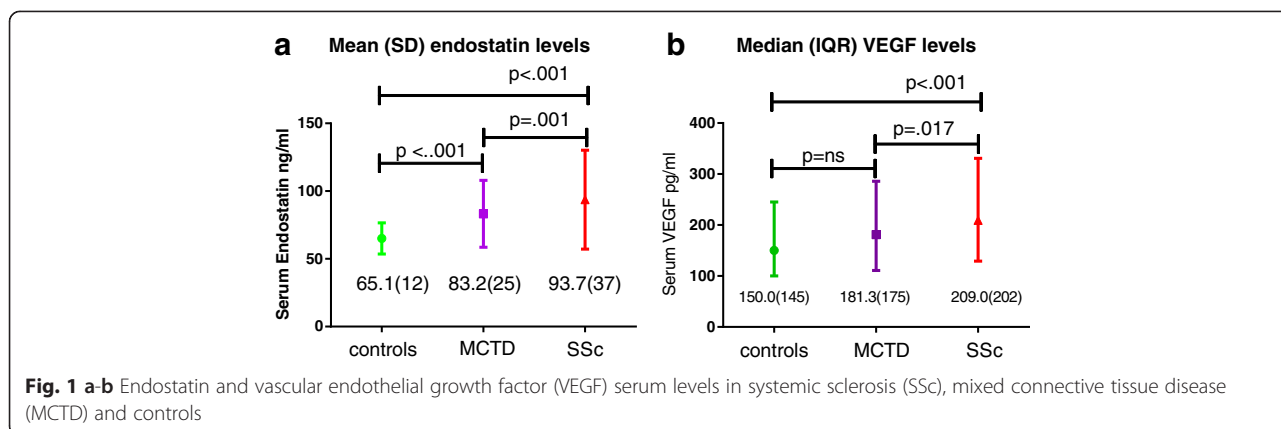 a Mean (SD) endostatin levels
p<.001
p=.001
p <..001
Serum Endostatin ng/ml
150
100
50
0
65.1(12) 83.2(25) 93.7(37)
controls MCTD SSc
b Median (IQR) VEGF levels
p<.001
p=.017
p=ns
Serum VEGF pg/ml
400
300
200
100
0
150.0(145) 181.3(175) 209.0(202)
controls MCTD SSc
Fig. 1 a-b Endostatin and vascular endothelial growth factor (VEGF) serum levels in systemic sclerosis (SSc), mixed connective tissue disease
(MCTD) and controls